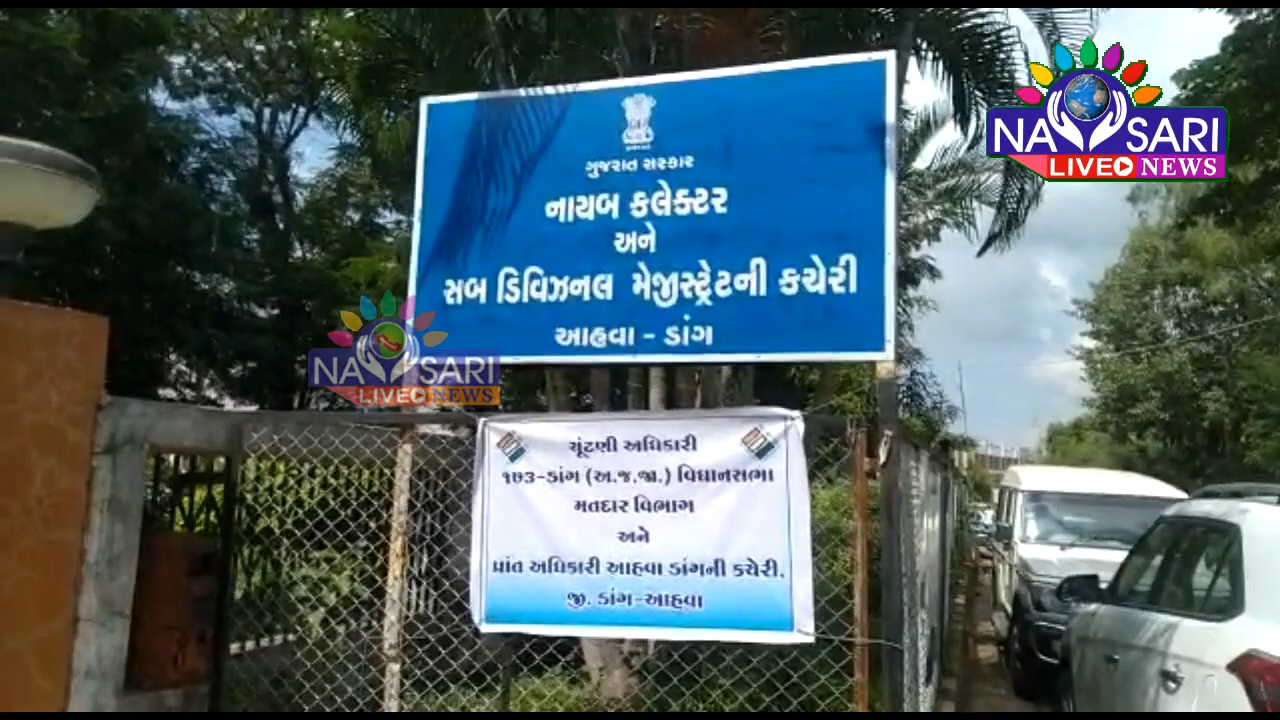 ગુજરાત સરકાર
નાયબ કલેક્ટર
અને
સબ ડિવિઝનલ મેજીસ્ટ્રેટની કચેરી
આહવા - ડાંગ
ચૂંટણી અધિકારી
૧૭૩-ડાંગ (અ.જ.જા.) વિધાનસભા
મતદાર વિભાગ
અને
પ્રાંત અધિકારી આહવા ડાંગની કચેરી.
જી. ડાંગ-આહવા
NAVSARI
LIVE NEWS
NAVSARI
LIVE NEWS